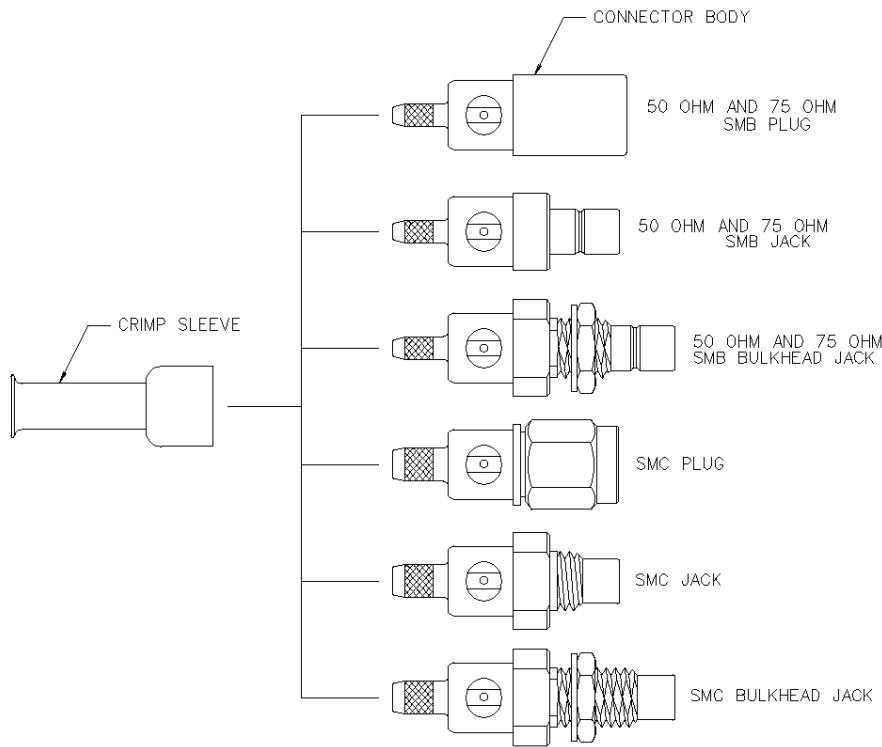 CONNECTOR BODY
50 OHM AND 75 OHM
SMB PLUG
50 OHM AND 75 OHM
SMB JACK
CRIMP SLEEVE
50 OHM AND 75 OHM
SMB BULKHEAD JACK
SMC PLUG
SMC JACK
SMC BULKHEAD JACK